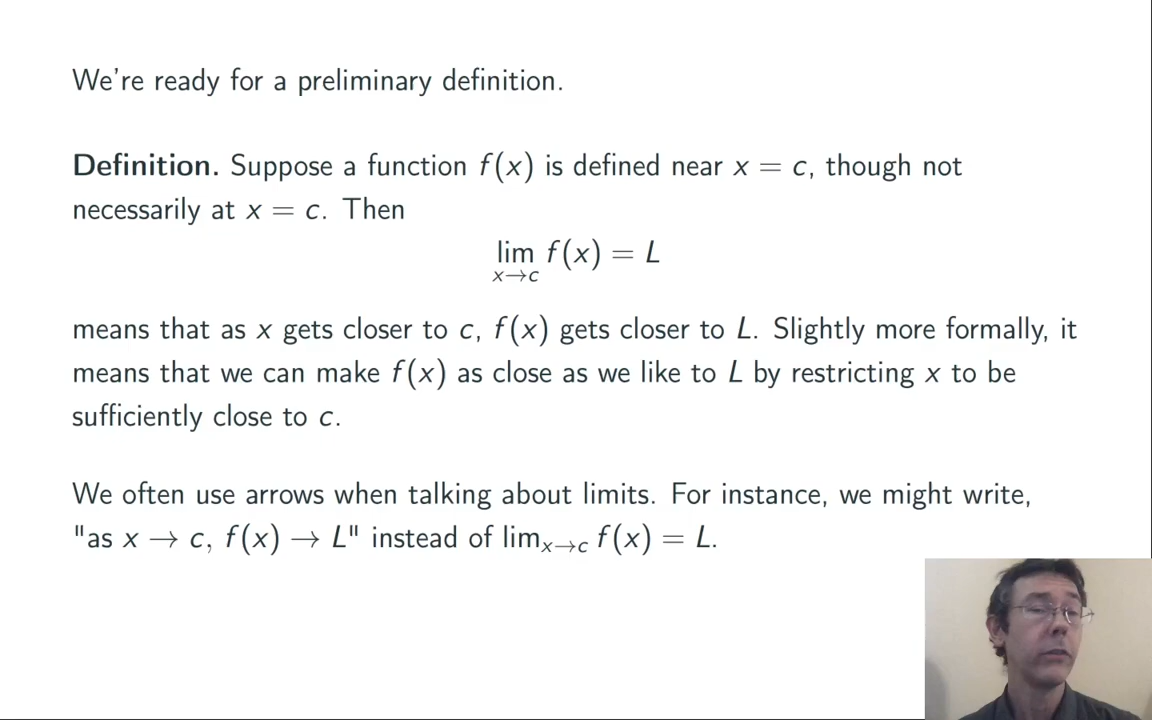 We're ready for a preliminary definition.
Definition. Suppose a function f(x) is defined near x = c, though not
necessarily at x = c. Then
lim f(x) = L
x→c
means that as x gets closer to c, f(x) gets closer to L. Slightly more formally, it
means that we can make f(x) as close as we like to L by restricting x to be
sufficiently close to c.
We often use arrows when talking about limits. For instance, we might write,
"as x → c, f(x) → L" instead of limₓ→c f(x) = L.